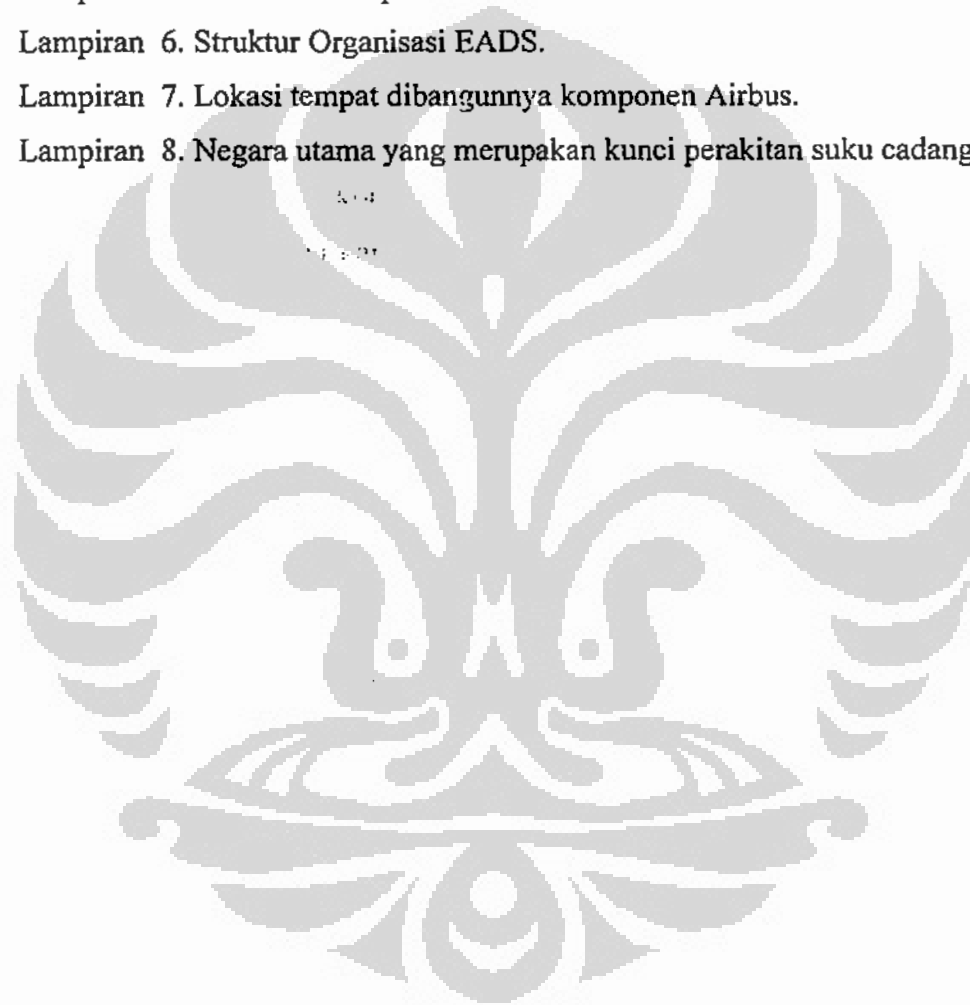 Lampiran 6. Struktur Organisasi EADS.
Lampiran 7. Lokasi tempat dibangunnya komponen Airbus.
Lampiran 8. Negara utama yang merupakan kunci perakitan suku cadang